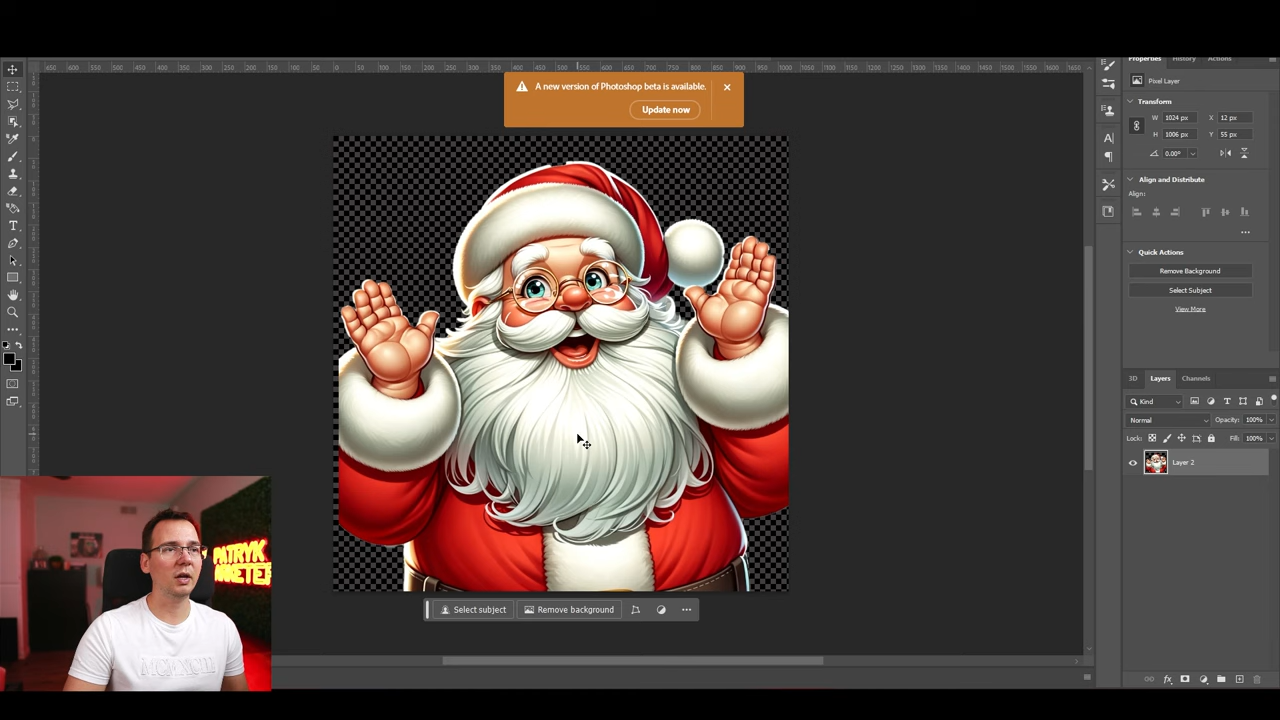 A new version of Photoshop beta is available.
Update now
Properties
History
Actions
Pixel Layer
Transform
W 1024 px X 12 px
H 1006 px Y 55 px
0.00°
Align and Distribute
Align:
Quick Actions
Remove Background
Select Subject
View More
3D Layers Channels
Kind
Normal Opacity: 100%
Lock: Fill: 100%
Layer 2
Select subject Remove background
PATRYK